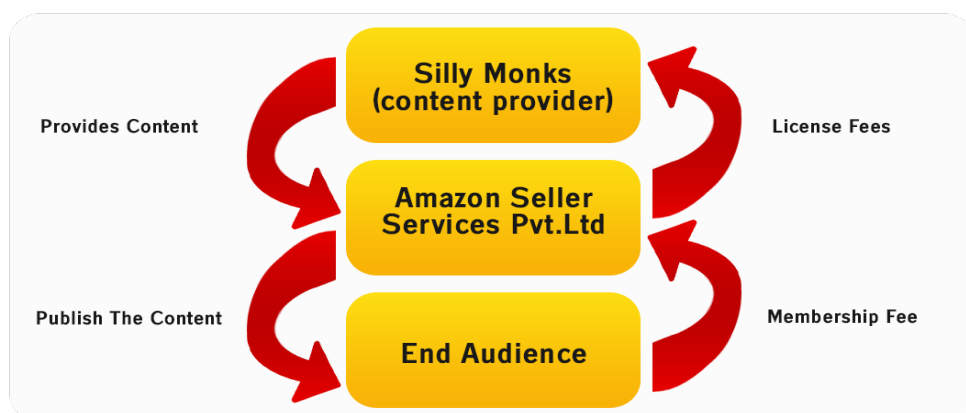 Silly Monks
(content provider)
Provides Content
License Fees
Amazon Seller
Services Pvt.Ltd
Publish The Content
Membership Fee
End Audience